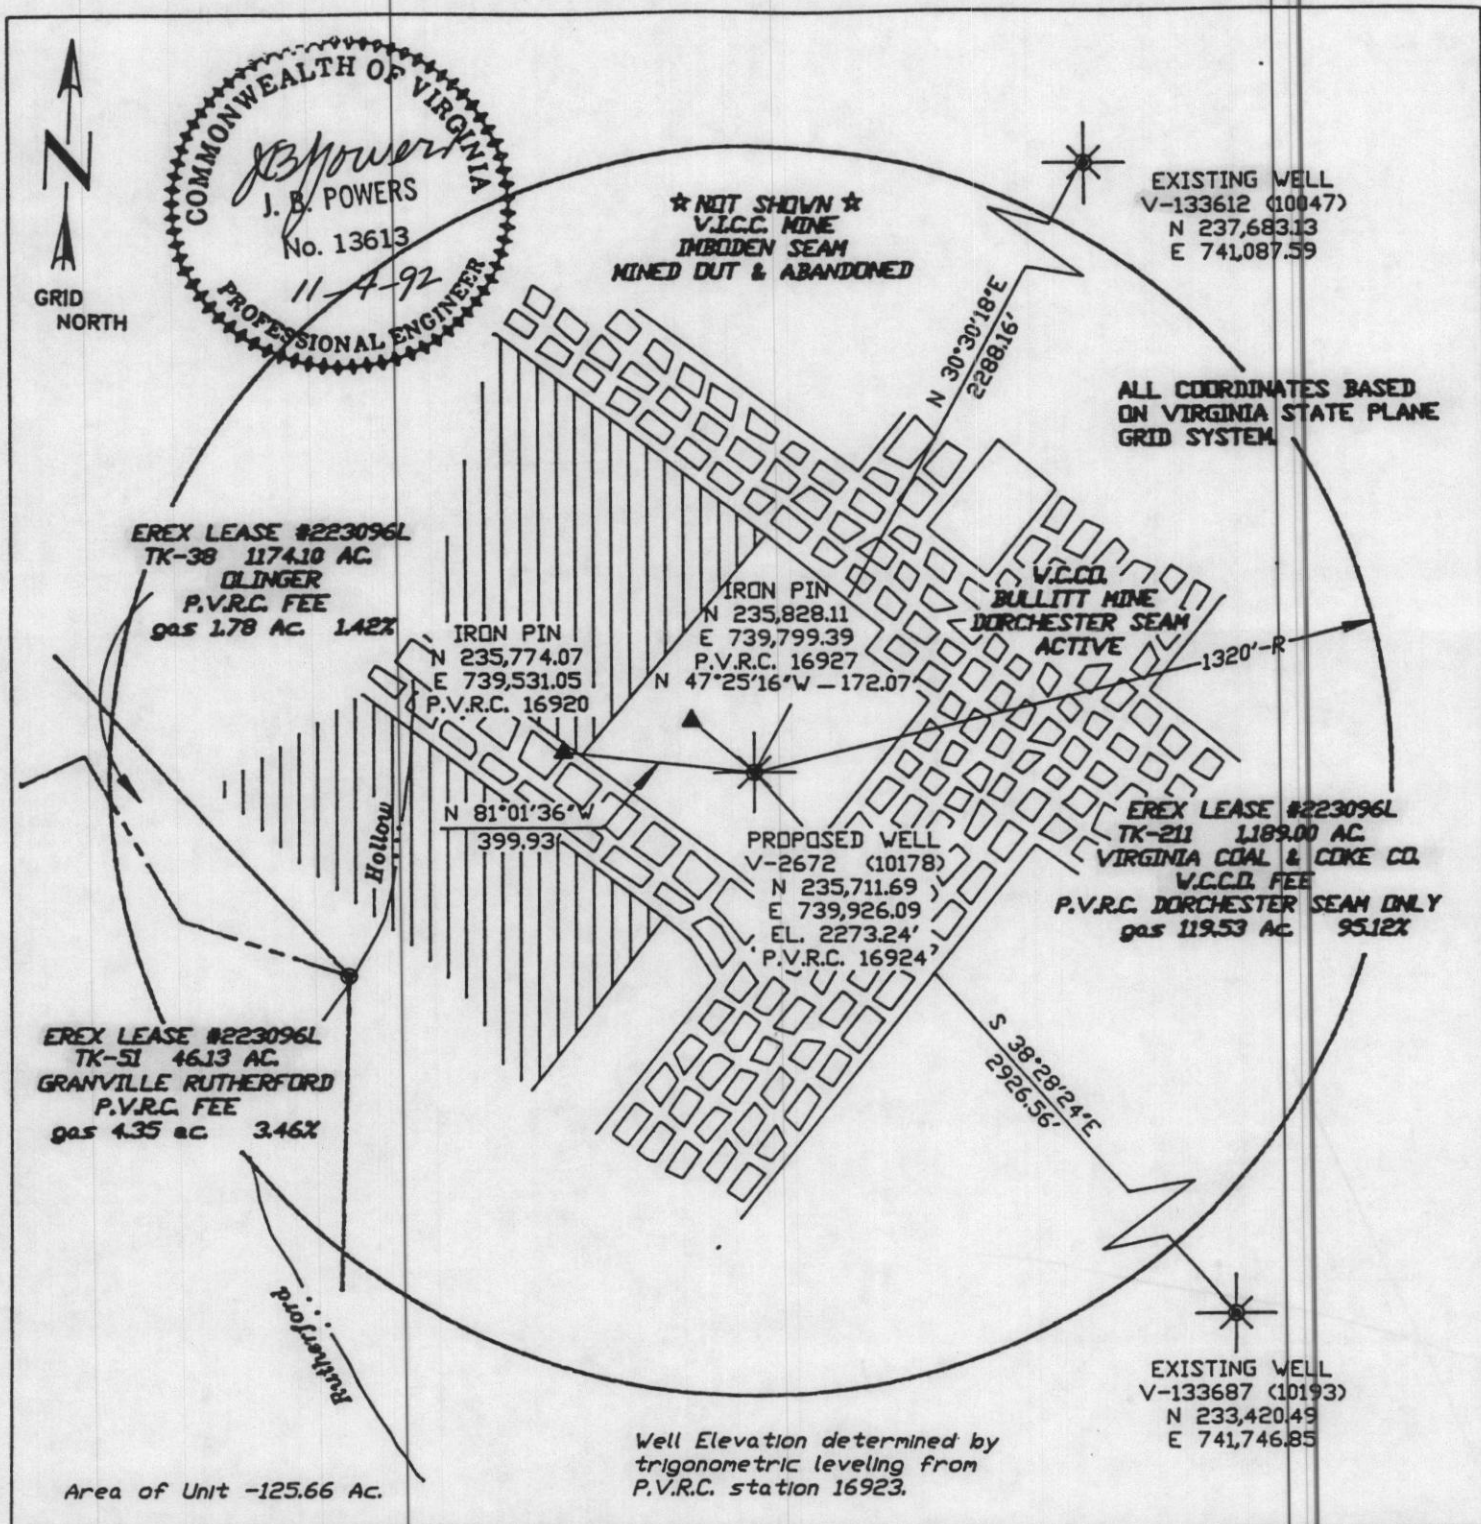 N
GRID
NORTH
COMMONWEALTH OF VIRGINIA
JB Powers
J. B. POWERS
No. 13613
11-4-92
PROFESSIONAL ENGINEER
☆ NOT SHOWN ☆
V.I.C.C. MINE
IMBODEN SEAM
MINED OUT & ABANDONED
EXISTING WELL
V-133612 (10047)
N 237,683.13
E 741,087.59
N 30°30'18"E
2288.16'
ALL COORDINATES BASED
ON VIRGINIA STATE PLANE
GRID SYSTEM.
EREX LEASE #223096L
TK-38 1174.10 AC.
OLINGER
P.V.R.C. FEE
gas 1.78 Ac. 1.42%
IRON PIN
N 235,774.07
E 739,531.05
P.V.R.C. 16920
IRON PIN
N 235,828.11
E 739,799.39
P.V.R.C. 16927
N 47°25'16"W - 172.07'
W.C.CO.
BULLITT MINE
DORCHESTER SEAM
ACTIVE
1320'-R
N 81°01'36"W
399.93'
Hollow
PROPOSED WELL
V-2672 (10178)
N 235,711.69
E 739,926.09
EL. 2273.24'
P.V.R.C. 16924
EREX LEASE #223096L
TK-211 1,189.00 AC.
VIRGINIA COAL & COKE CO.
W.C.CO. FEE
P.V.R.C. DORCHESTER SEAM ONLY
gas 119.53 Ac. 95.12%
EREX LEASE #223096L
TK-51 46.13 AC.
GRANVILLE RUTHERFORD
P.V.R.C. FEE
gas 4.35 ac. 3.46%
S 38°28'24"E
2926.56'
Rutherford
EXISTING WELL
V-133687 (10193)
N 233,420.49
E 741,746.85
Well Elevation determined by
trigonometric leveling from
P.V.R.C. station 16923.
Area of Unit -125.66 Ac.